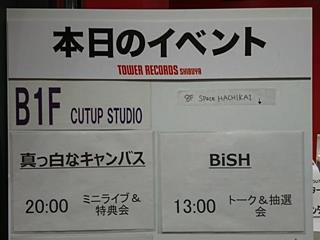 本日のイベント
TOWER RECORDS SHIBUYA
B1F CUTUP STUDIO
8F SPACE HACHIKAI ↓
真っ白なキャンバス
20:00 ミニライブ&
特典会
BiSH
13:00 トーク&抽選
会